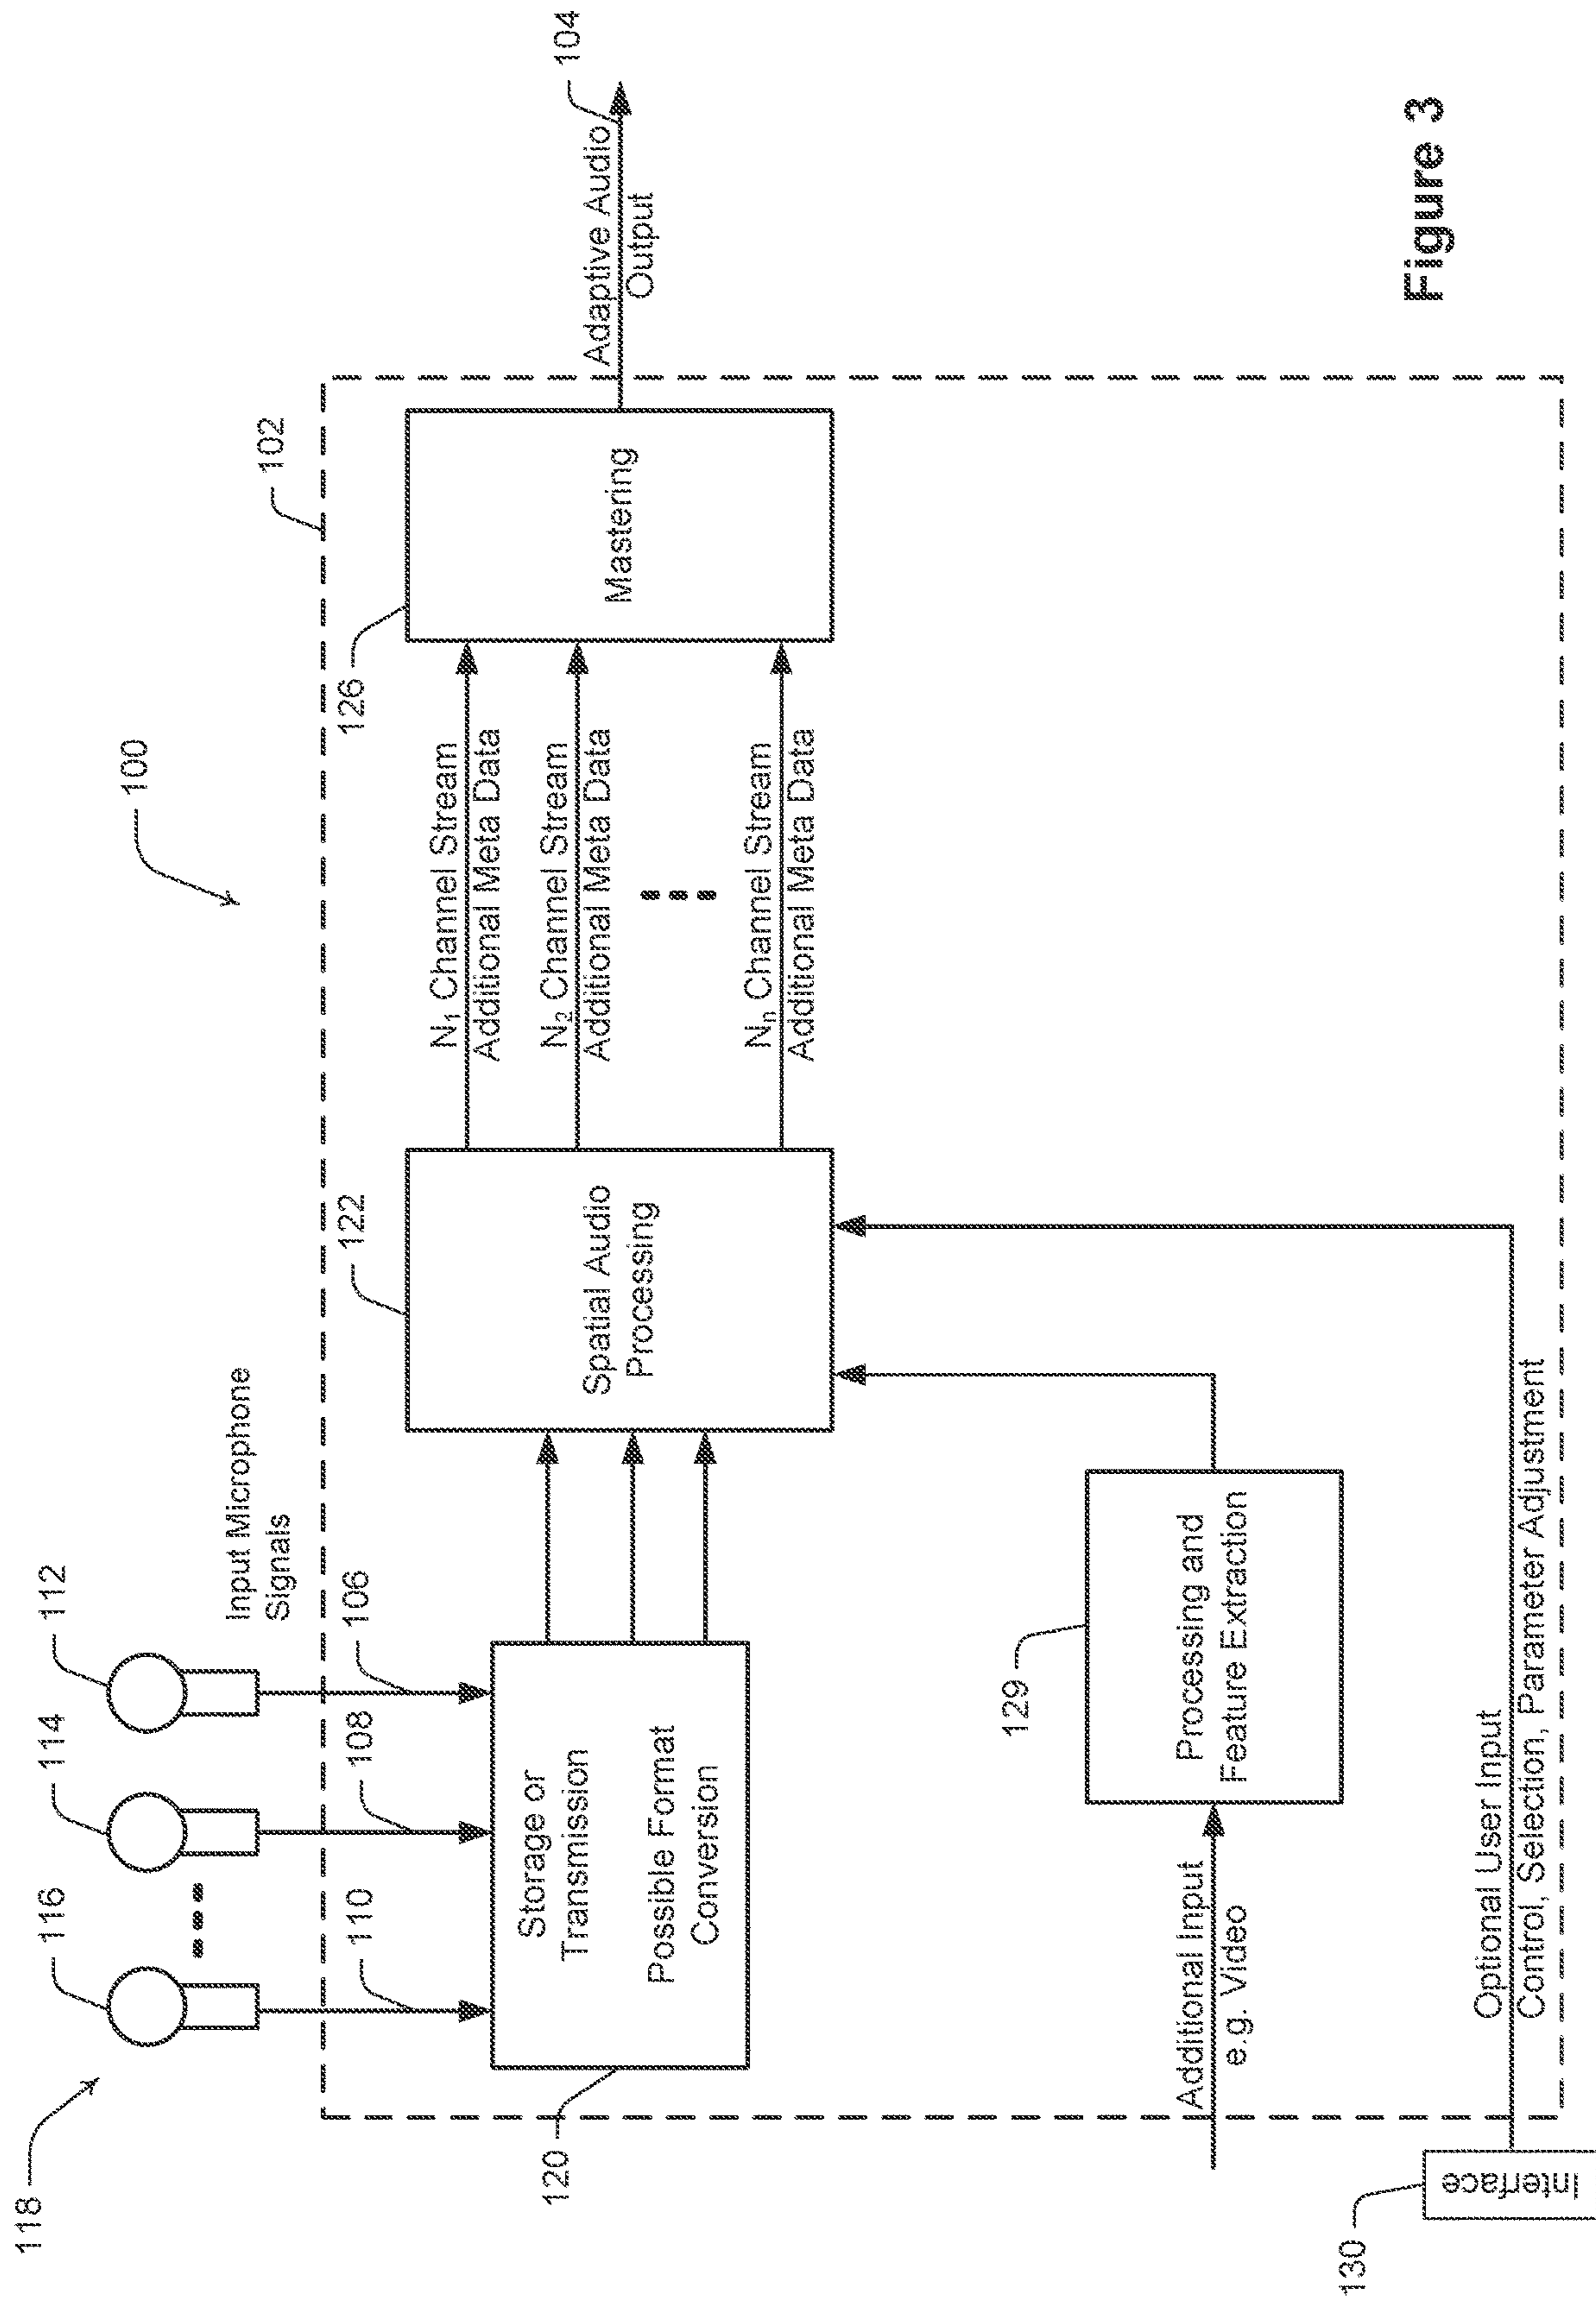 100
102
104
118
116
114
112
Input Microphone
Signals
110
108
106
120
Storage or
Transmission
Possible Format
Conversion
122
Spatial Audio
Processing
N₁ Channel Stream
Additional Meta Data
N₂ Channel Stream
Additional Meta Data
Nₙ Channel Stream
Additional Meta Data
126
Mastering
Adaptive Audio
Output
129
Processing and
Feature Extraction
Additional Input
e.g. Video
130
Interface
Optional User Input
Control, Selection, Parameter Adjustment
Figure 3